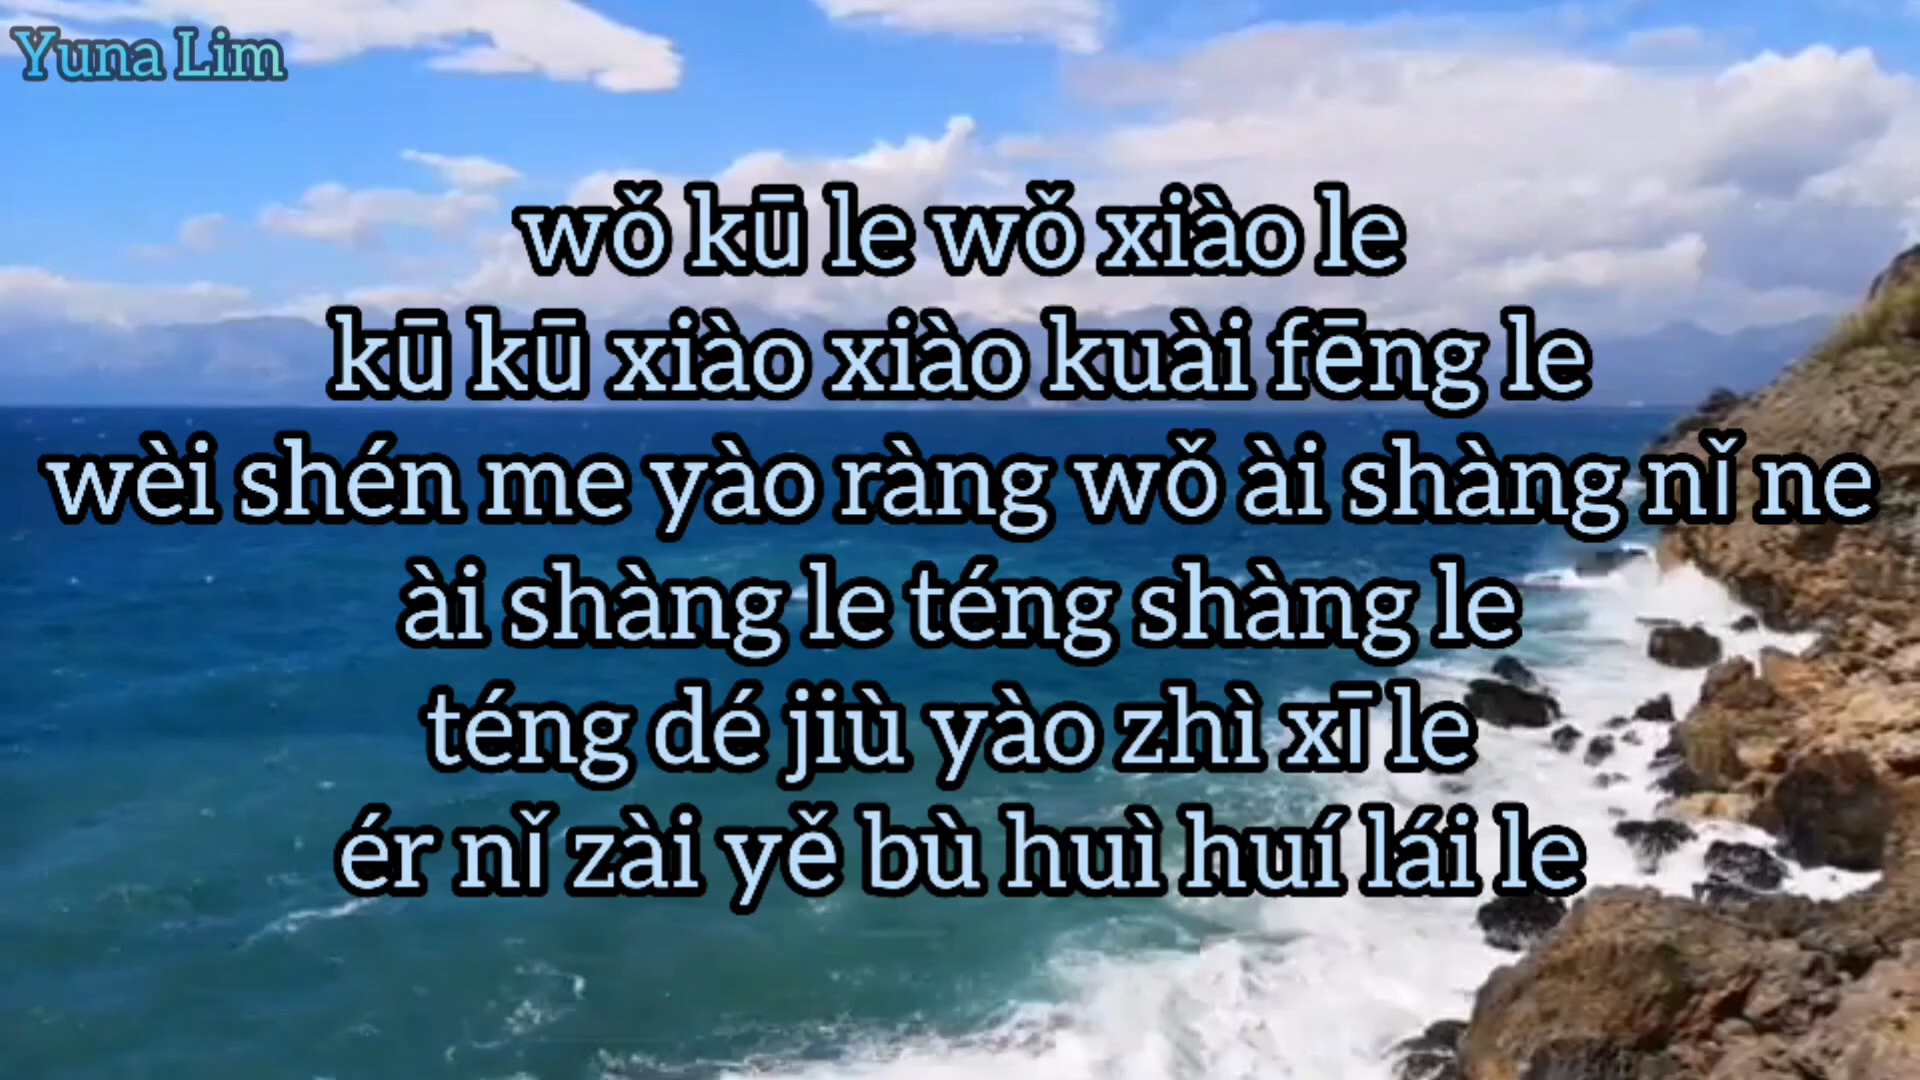 Yuna Lim
wǒ kū le wǒ xiào le
kū kū xiào xiào kuài fēng le
wèi shén me yào ràng wǒ ài shàng nǐ ne
ài shàng le téng shàng le
téng dé jiù yào zhì xī le
ér nǐ zài yě bù huì huí lái le